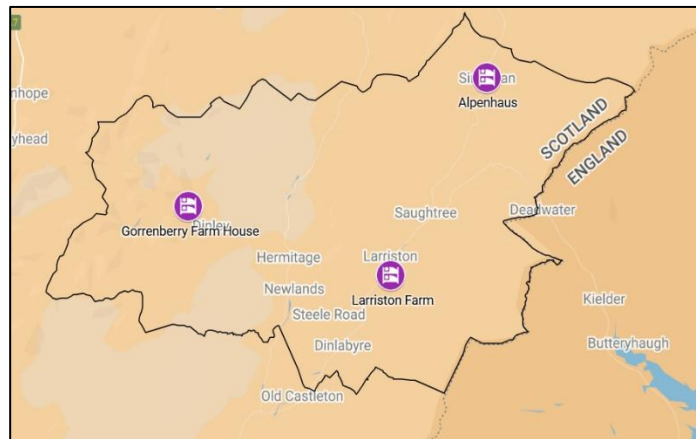 7
nhope
yhead
Alpenhaus
SCOTLAND
ENGLAND
Gorrenberry Farm House
Saughtree
Deadwater
Hermitage
Larriston
Newlands
Larriston Farm
Kielder
Steele Road
Dinlabyre
Butteryhaugh
Old Castleton